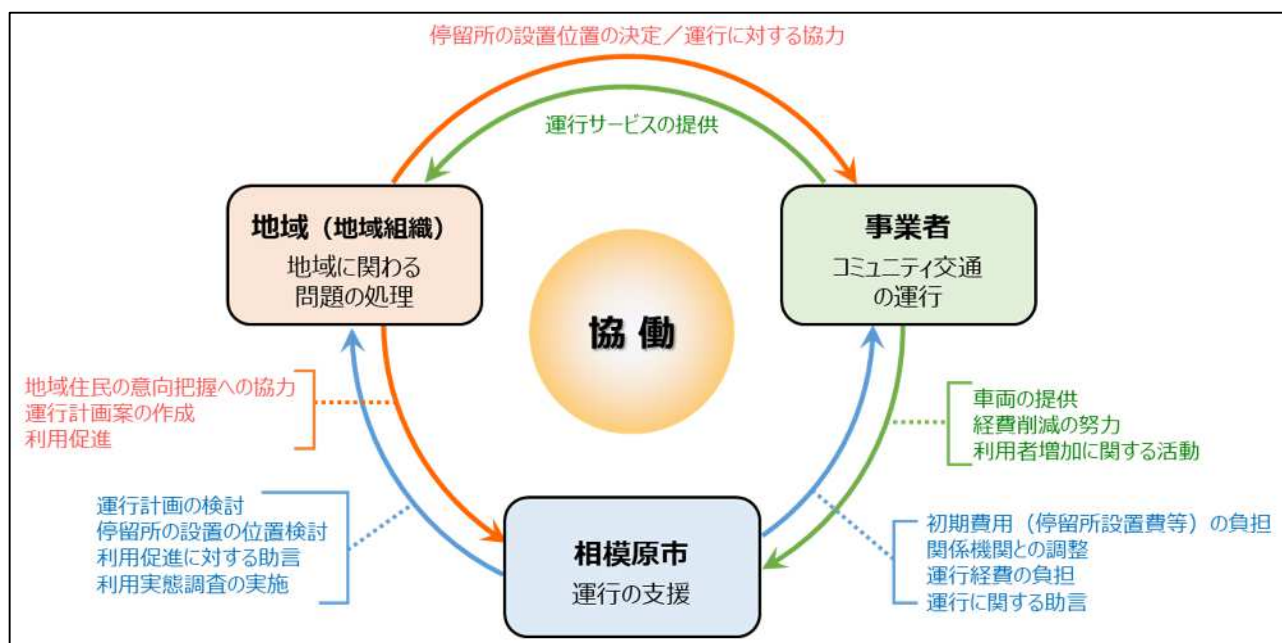 停留所の設置位置の決定／運行に対する協力
運行サービスの提供
地域（地域組織）
地域に関わる
問題の処理
事業者
コミュニティ交通
の運行
協 働
地域住民の意向把握への協力
運行計画案の作成
利用促進
車両の提供
経費削減の努力
利用者増加に関する活動
運行計画の検討
停留所の設置の位置検討
利用促進に対する助言
利用実態調査の実施
相模原市
運行の支援
初期費用（停留所設置費等）の負担
関係機関との調整
運行経費の負担
運行に関する助言